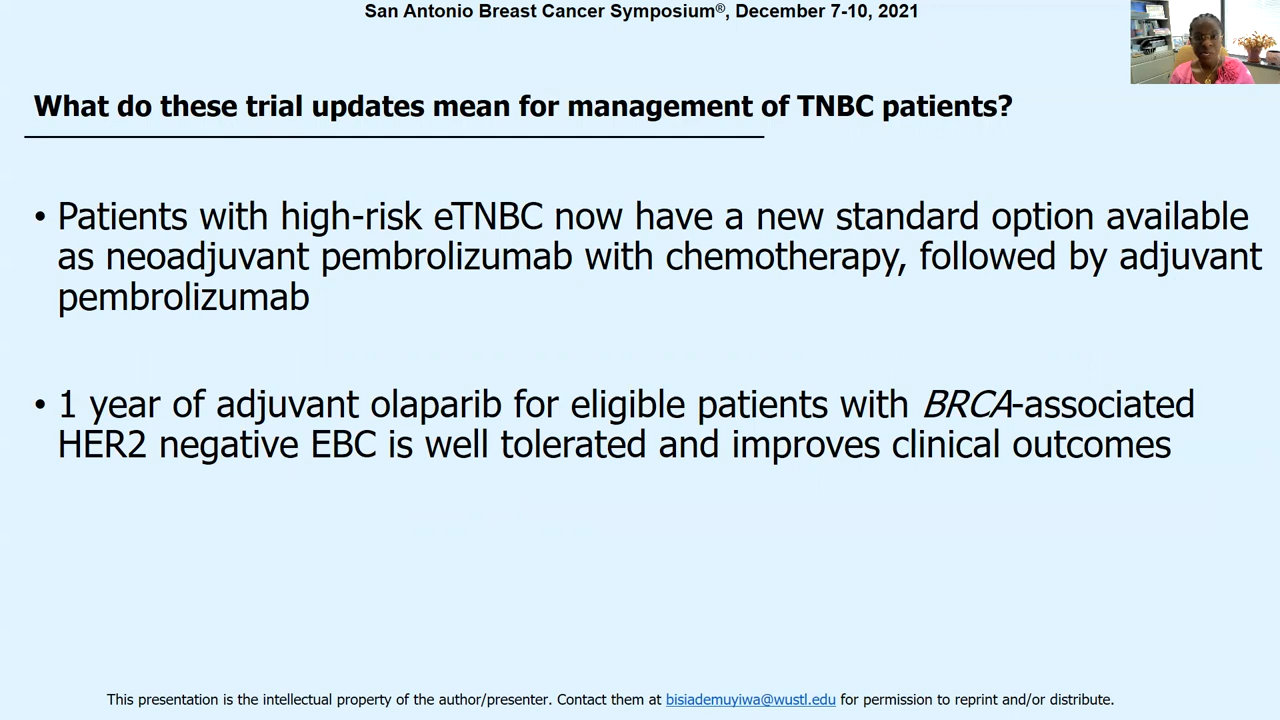 San Antonio Breast Cancer Symposium®, December 7-10, 2021
What do these trial updates mean for management of TNBC patients?
• Patients with high-risk eTNBC now have a new standard option available
as neoadjuvant pembrolizumab with chemotherapy, followed by adjuvant
pembrolizumab
• 1 year of adjuvant olaparib for eligible patients with BRCA-associated
HER2 negative EBC is well tolerated and improves clinical outcomes
This presentation is the intellectual property of the author/presenter. Contact them at bisiademuyiwa@wustl.edu for permission to reprint and/or distribute.